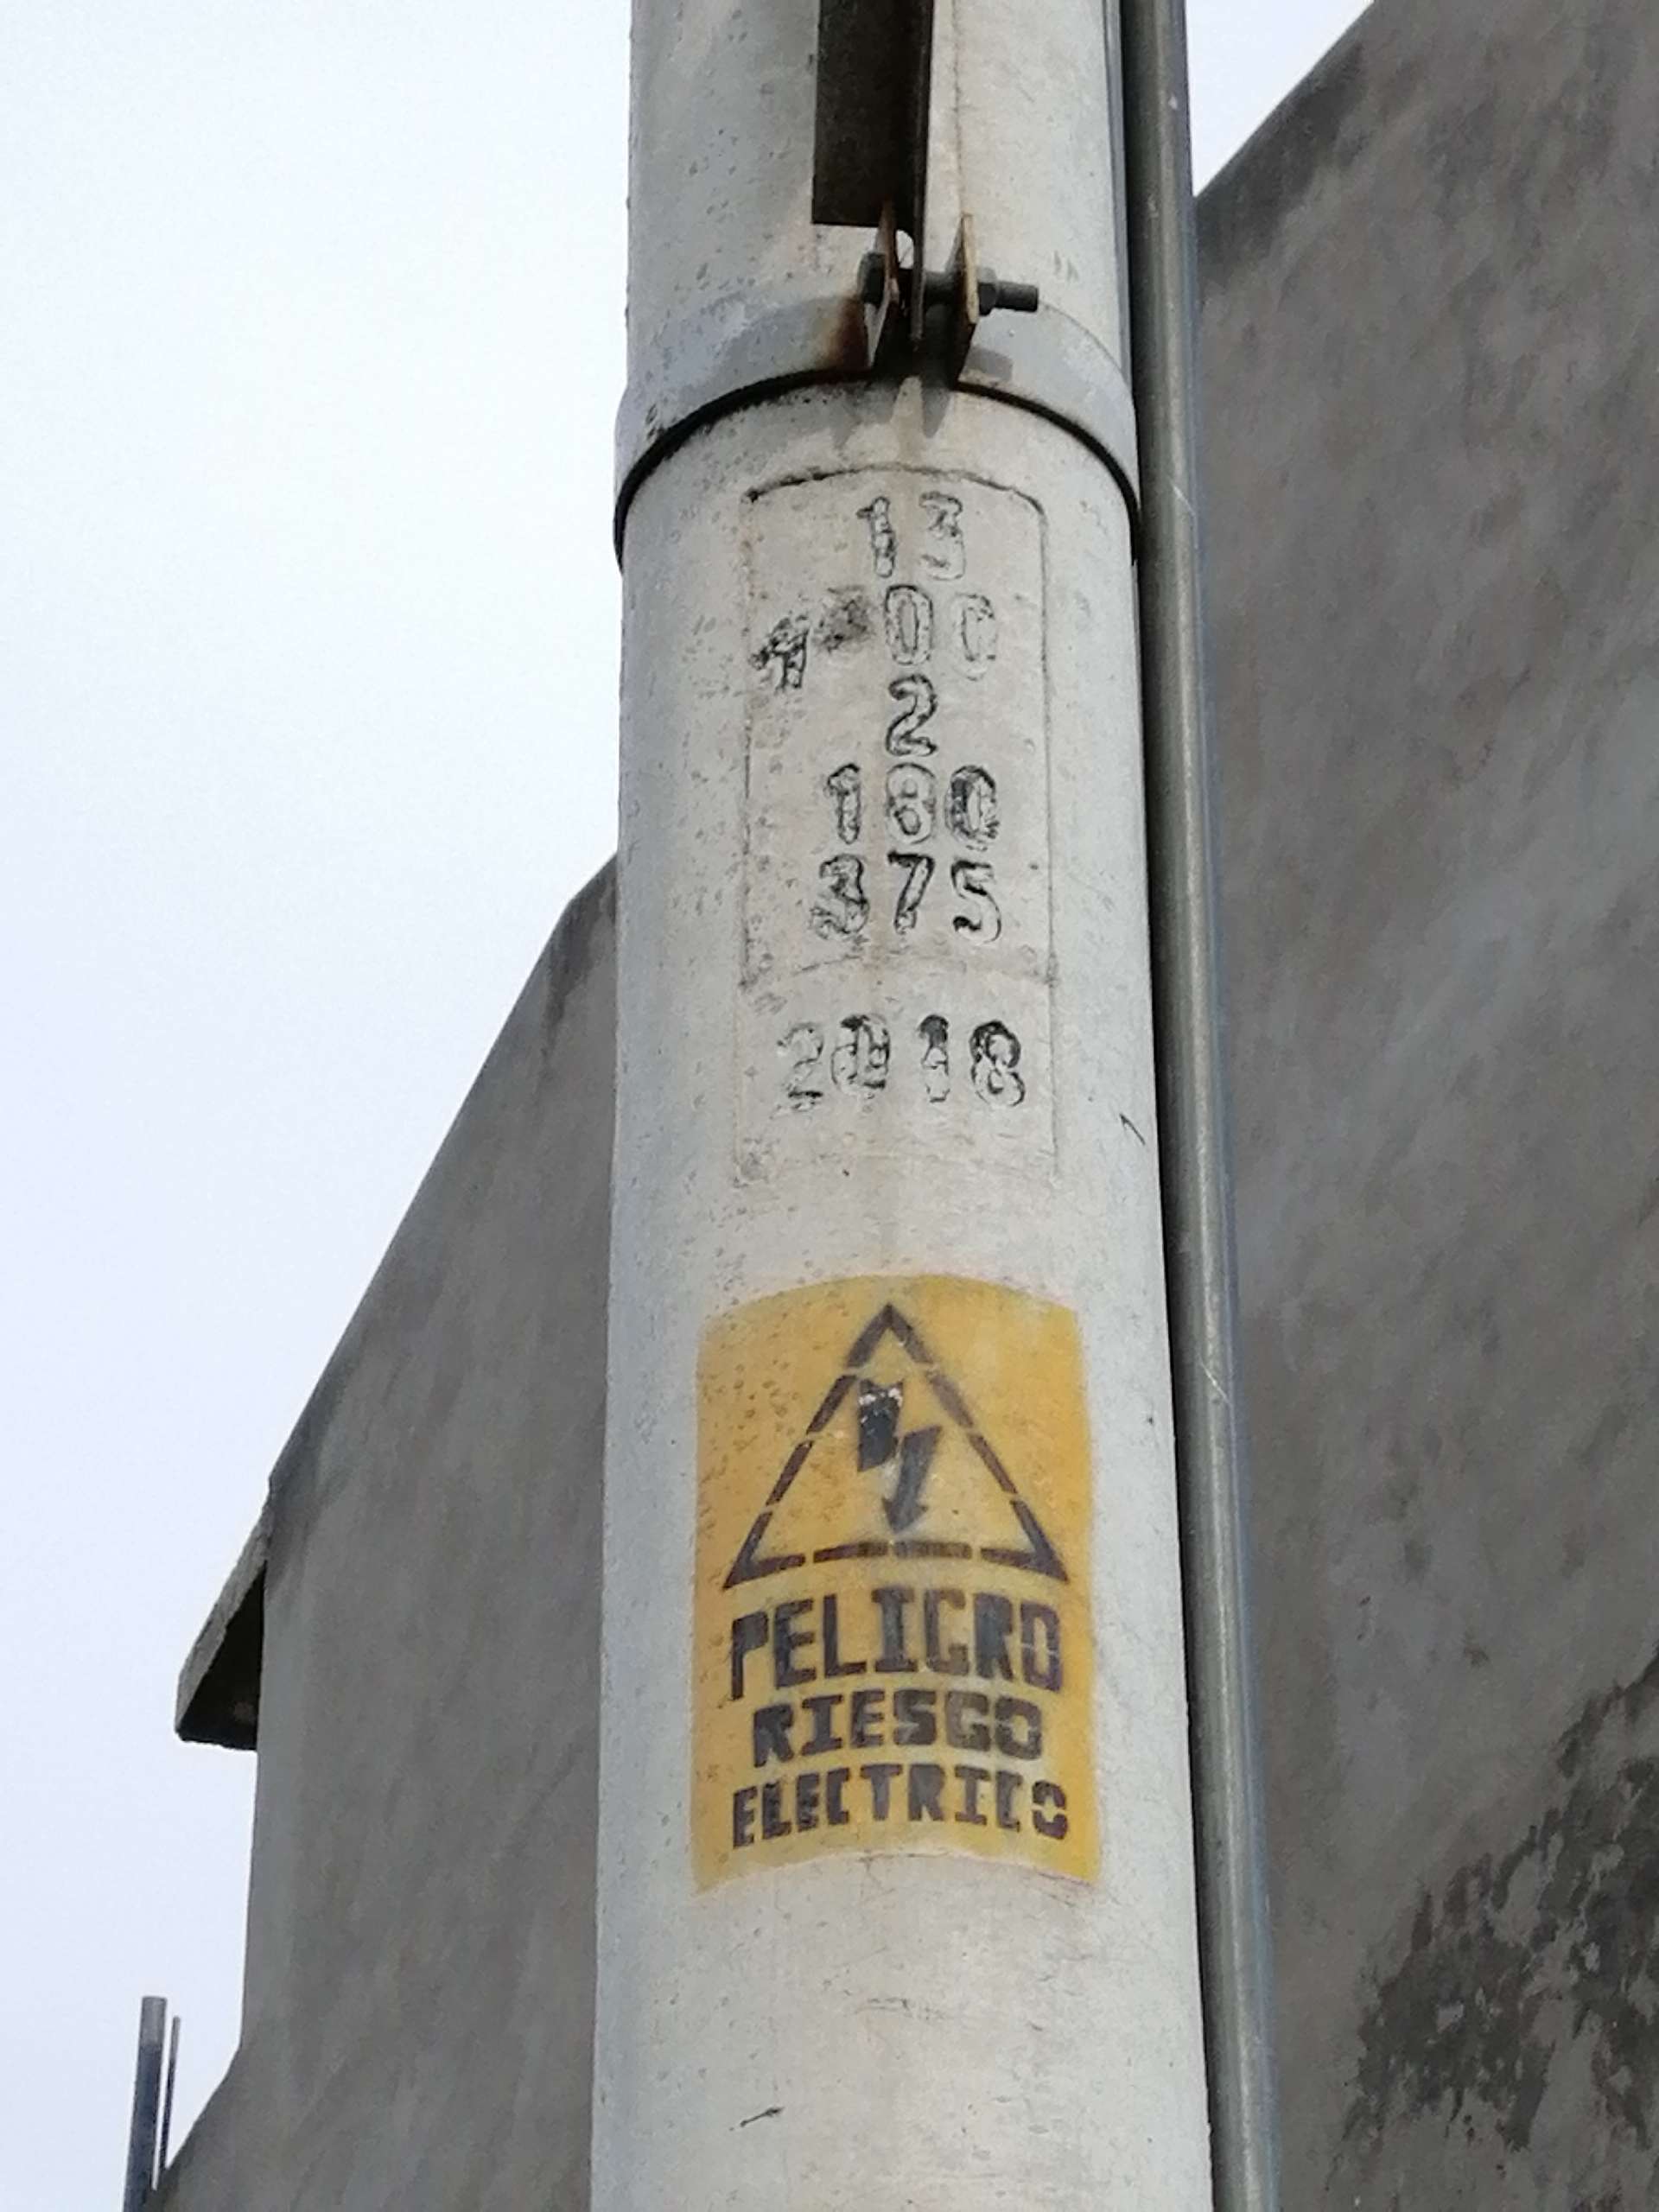 13
2
180
375
2018
PELIGRO
RIESGO
ELECTRICO